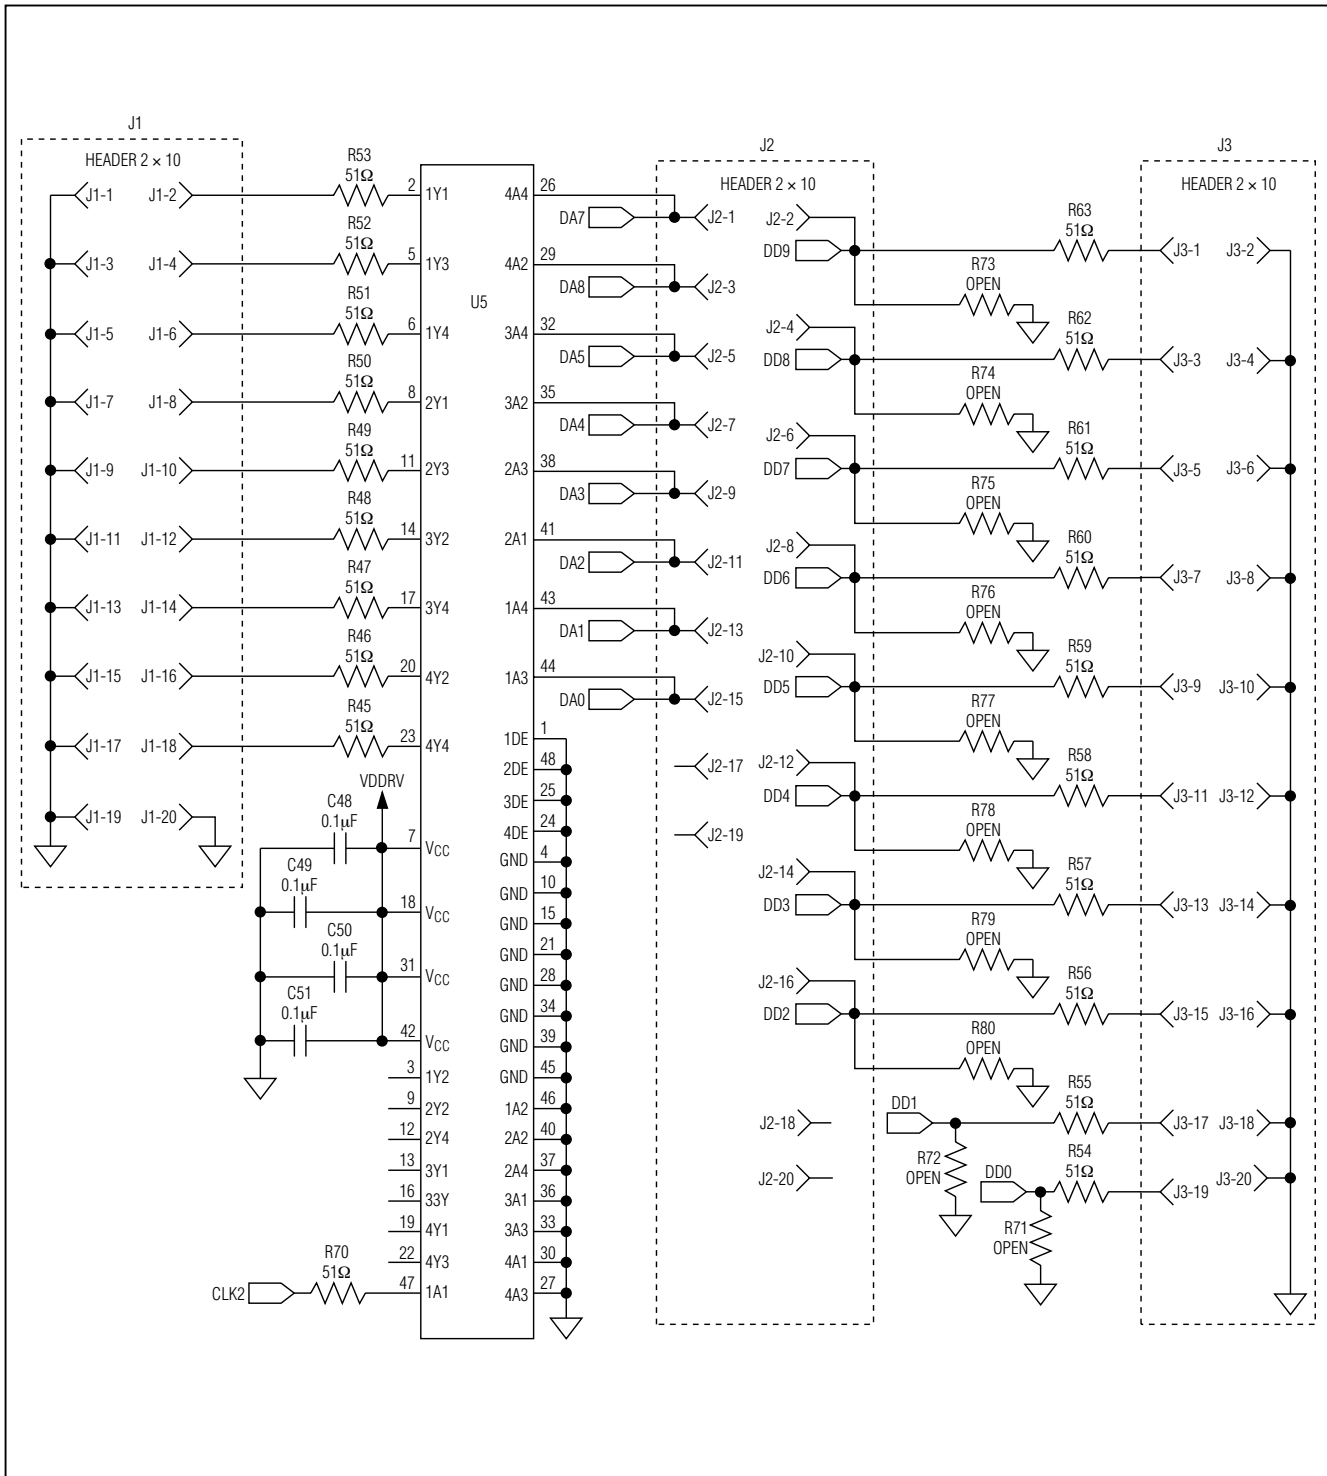 J1
HEADER 2 × 10
J1-1 J1-2
J1-3 J1-4
J1-5 J1-6
J1-7 J1-8
J1-9 J1-10
J1-11 J1-12
J1-13 J1-14
J1-15 J1-16
J1-17 J1-18
J1-19 J1-20
R53
51Ω
R52
51Ω
R51
51Ω
R50
51Ω
R49
51Ω
R48
51Ω
R47
51Ω
R46
51Ω
R45
51Ω
VDDRV
C48
0.1µF
C49
0.1µF
C50
0.1µF
C51
0.1µF
CLK2
R70
51Ω
U5
2 1Y1
5 1Y3
6 1Y4
8 2Y1
11 2Y3
14 3Y2
17 3Y4
20 4Y2
23 4Y4
7 VCC
18 VCC
31 VCC
42 VCC
3 1Y2
9 2Y2
12 2Y4
13 3Y1
16 33Y
19 4Y1
22 4Y3
47 1A1
4A4 26
4A2 29
3A4 32
3A2 35
2A3 38
2A1 41
1A4 43
1A3 44
1DE 1
2DE 48
3DE 25
4DE 24
GND 4
GND 10
GND 15
GND 21
GND 28
GND 34
GND 39
GND 45
1A2 46
2A2 40
2A4 37
3A1 36
3A3 33
4A1 30
4A3 27
J2
HEADER 2 × 10
DA7 J2-1
DA8 J2-3
DA5 J2-5
DA4 J2-7
DA3 J2-9
DA2 J2-11
DA1 J2-13
DA0 J2-15
J2-17
J2-19
J2-2
DD9
J2-4
DD8
J2-6
DD7
J2-8
DD6
J2-10
DD5
J2-12
DD4
J2-14
DD3
J2-16
DD2
J2-18
J2-20
DD1
DD0
R63
51Ω
R73
OPEN
R62
51Ω
R74
OPEN
R61
51Ω
R75
OPEN
R60
51Ω
R76
OPEN
R59
51Ω
R77
OPEN
R58
51Ω
R78
OPEN
R57
51Ω
R79
OPEN
R56
51Ω
R80
OPEN
R55
51Ω
R72
OPEN
R54
51Ω
R71
OPEN
J3
HEADER 2 × 10
J3-1 J3-2
J3-3 J3-4
J3-5 J3-6
J3-7 J3-8
J3-9 J3-10
J3-11 J3-12
J3-13 J3-14
J3-15 J3-16
J3-17 J3-18
J3-19 J3-20